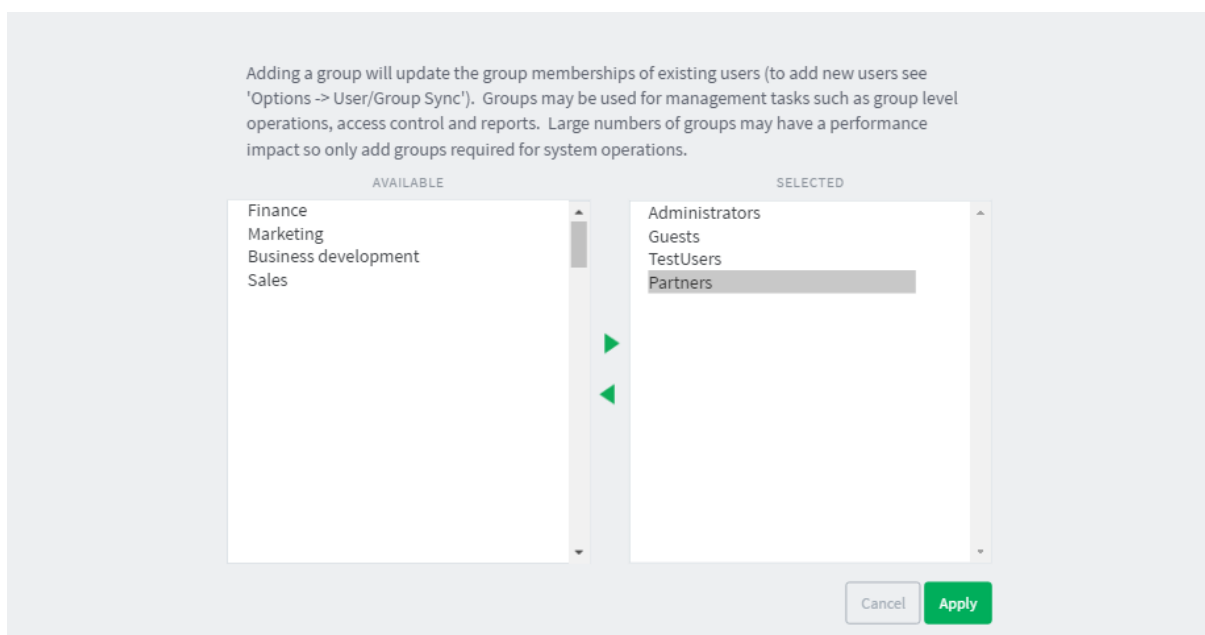 Adding a group will update the group memberships of existing users (to add new users see
'Options -> User/Group Sync').  Groups may be used for management tasks such as group level
operations, access control and reports.  Large numbers of groups may have a performance
impact so only add groups required for system operations.
AVAILABLE
Finance
Marketing
Business development
Sales
SELECTED
Administrators
Guests
TestUsers
Partners
Cancel
Apply